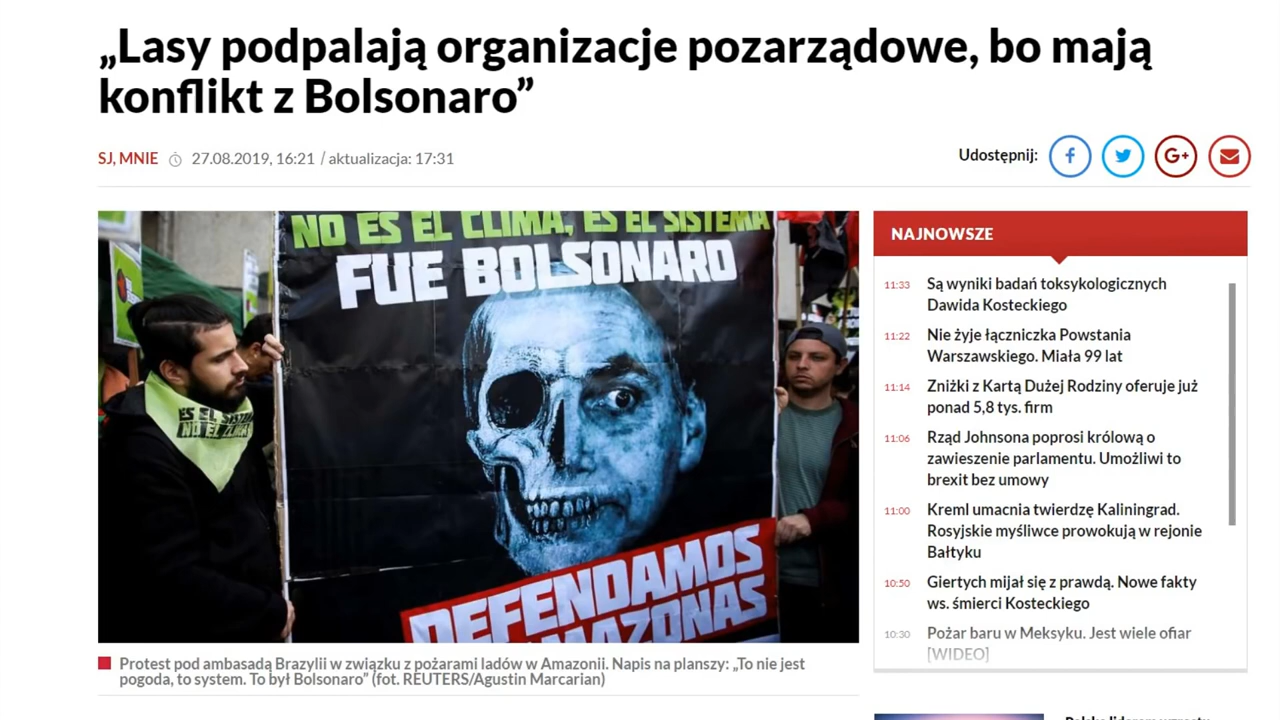 „Lasy podpalają organizacje pozarządowe, bo mają
konflikt z Bolsonaro”
SJ, MNIE 27.08.2019, 16:21 / aktualizacja: 17:31
Udostępnij:
NO ES EL CLIMA, ES EL SISTEMA
FUE BOLSONARO
ES EL
NO EL
DEFENDAMOS
Protest pod ambasadą Brazylii w związku z pożarami ladów w Amazonii. Napis na planszy: „To nie jest
pogoda, to system. To był Bolsonaro” (fot. REUTERS/Agustin Marcarian)
NAJNOWSZE
11:33 Są wyniki badań toksykologicznych
Dawida Kosteckiego
11:22 Nie żyje łączniczka Powstania
Warszawskiego. Miała 99 lat
11:14 Zniżki z Kartą Dużej Rodziny oferuje już
ponad 5,8 tys. firm
11:06 Rząd Johnsona poprosi królową o
zawieszenie parlamentu. Umożliwi to
brexit bez umowy
11:00 Kreml umacnia twierdzę Kaliningrad.
Rosyjskie myśliwce prowokują w rejonie
Bałtyku
10:50 Giertych mijał się z prawdą. Nowe fakty
ws. śmierci Kosteckiego
10:30 Pożar baru w Meksyku. Jest wiele ofiar
[WIDEO]